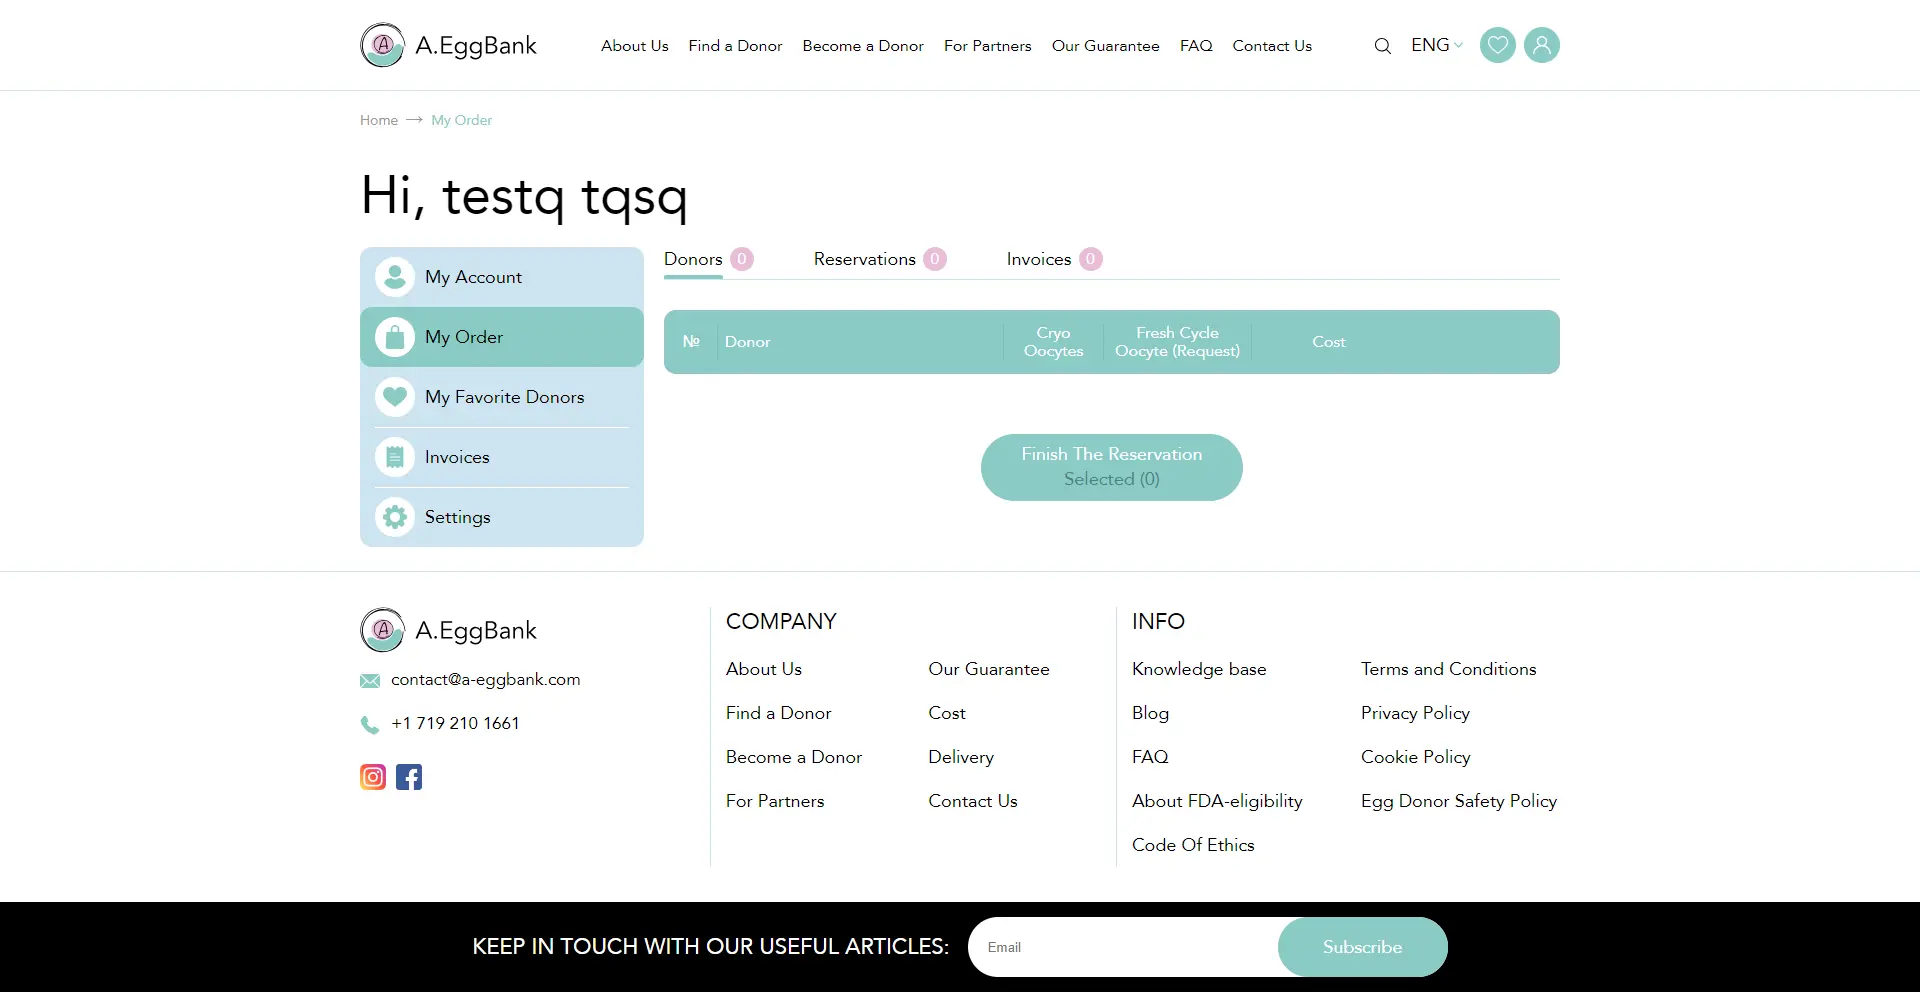 A A.EggBank
About Us Find a Donor Become a Donor For Partners Our Guarantee FAQ Contact Us
ENG
Home → My Order
Hi, testq tqsq
My Account
My Order
My Favorite Donors
Invoices
Settings
Donors 0 Reservations 0 Invoices 0
№ Donor
Cryo
Oocytes
Fresh Cycle
Oocyte (Request)
Cost
Finish The Reservation
Selected (0)
A A.EggBank
contact@a-eggbank.com
+1 719 210 1661
COMPANY
About Us
Find a Donor
Become a Donor
For Partners
Our Guarantee
Cost
Delivery
Contact Us
INFO
Knowledge base
Blog
FAQ
About FDA-eligibility
Code Of Ethics
Terms and Conditions
Privacy Policy
Cookie Policy
Egg Donor Safety Policy
KEEP IN TOUCH WITH OUR USEFUL ARTICLES:
Email
Subscribe